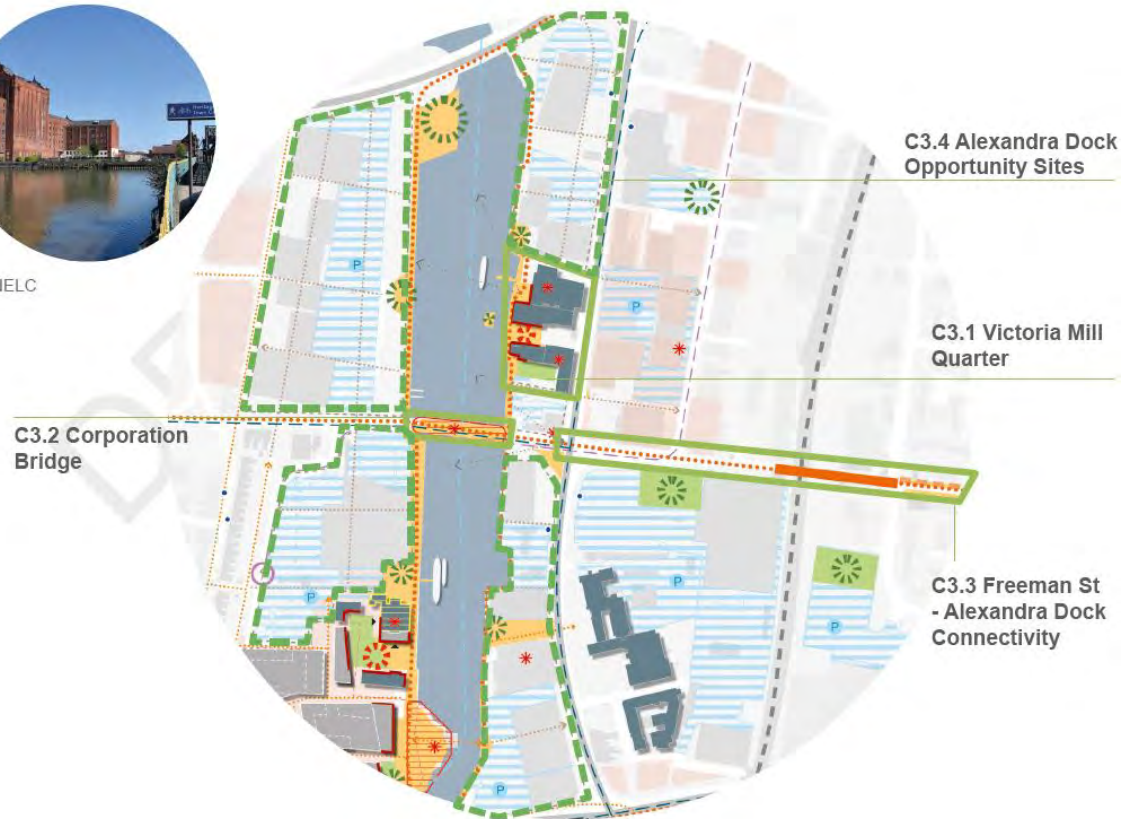 NELC
C3.4 Alexandra Dock
Opportunity Sites
C3.1 Victoria Mill
Quarter
C3.2 Corporation
Bridge
C3.3 Freeman St
- Alexandra Dock
Connectivity
P
P
P
P
P
P